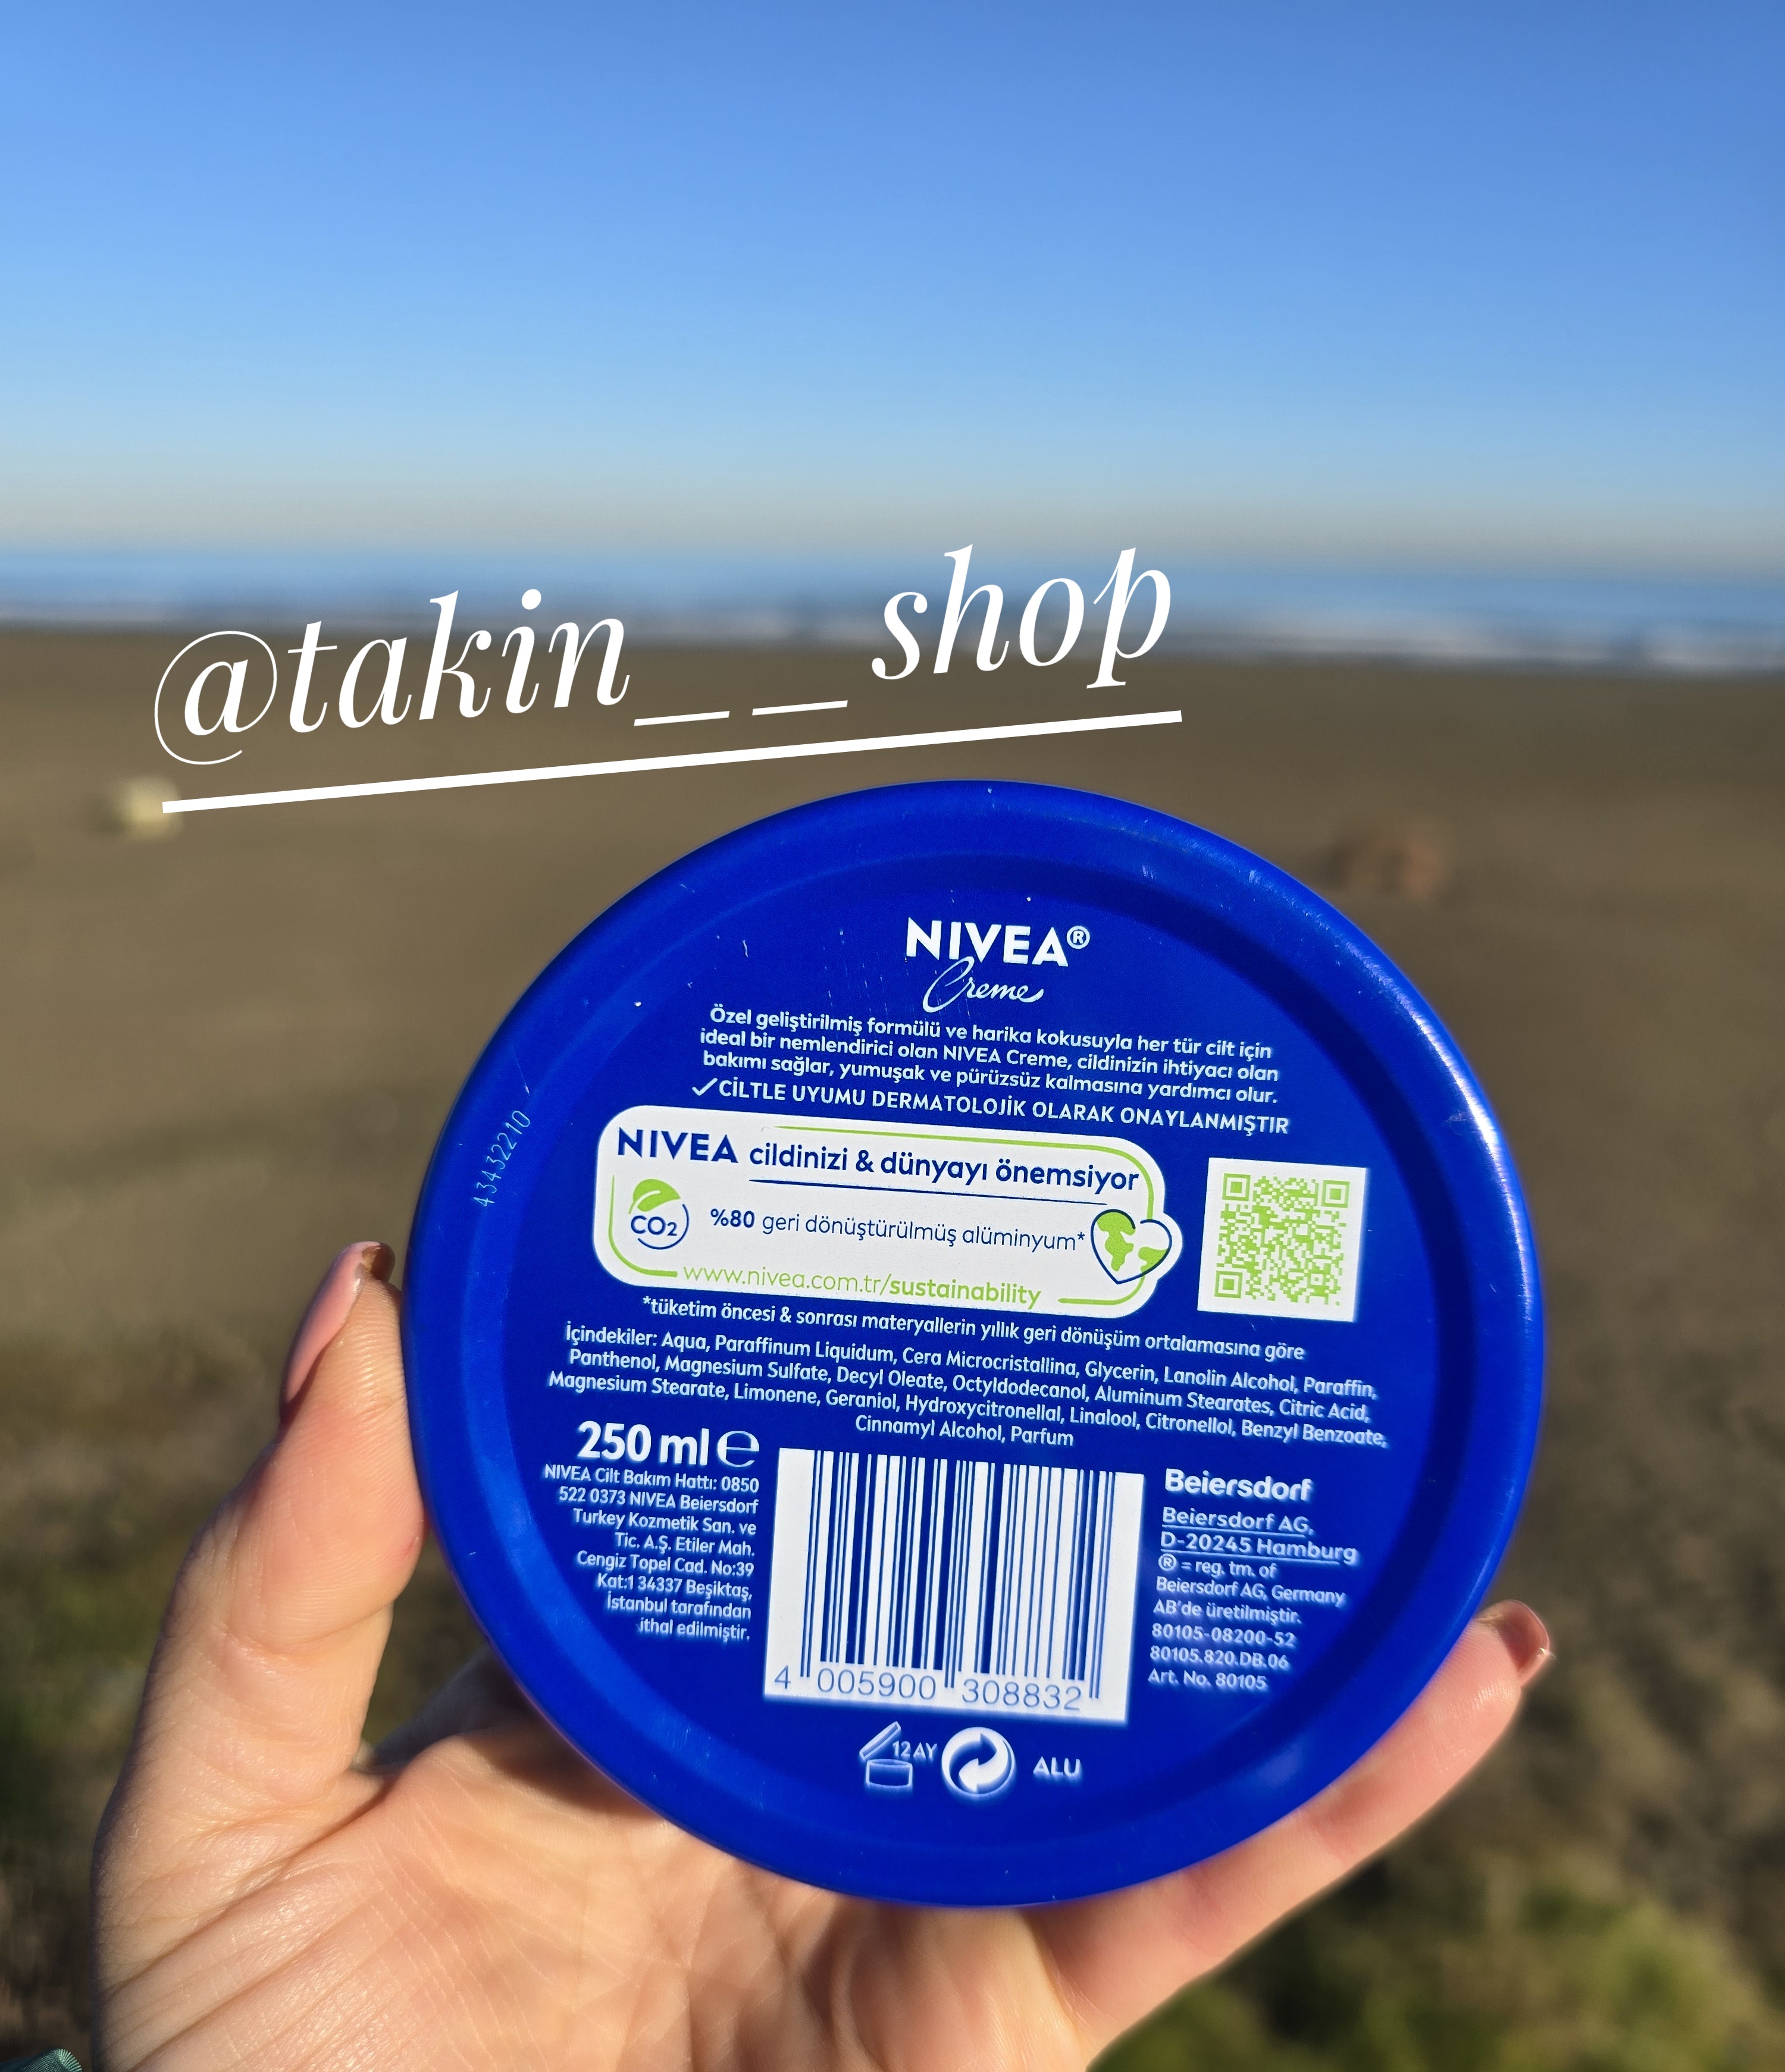 @takin__shop
NIVEA®
Creme
Özel geliştirilmiş formülü ve harika kokusuyla her tür cilt için
ideal bir nemlendirici olan NIVEA Creme, cildinizin ihtiyacı olan
bakımı sağlar, yumuşak ve pürüzsüz kalmasına yardımcı olur.
✓CİLTLE UYUMU DERMATOLOJİK OLARAK ONAYLANMIŞTIR
NIVEA cildinizi & dünyayı önemsiyor
CO2
%80 geri dönüştürülmüş alüminyum*
www.nivea.com.tr/sustainability
*tüketim öncesi & sonrası materyallerin yıllık geri dönüşüm ortalamasına göre
43432210
İçindekiler: Aqua, Paraffinum Liquidum, Cera Microcristallina, Glycerin, Lanolin Alcohol, Paraffin,
Panthenol, Magnesium Sulfate, Decyl Oleate, Octyldodecanol, Aluminum Stearates, Citric Acid,
Magnesium Stearate, Limonene, Geraniol, Hydroxycitronellal, Linalool, Citronellol, Benzyl Benzoate,
Cinnamyl Alcohol, Parfum
250 ml e
NIVEA Cilt Bakım Hattı: 0850
522 0373 NIVEA Beiersdorf
Turkey Kozmetik San. ve
Tic. A.Ş. Etiler Mah.
Cengiz Topel Cad. No:39
Kat:1 34337 Beşiktaş,
İstanbul tarafından
ithal edilmiştir.
4 005900 308832
Beiersdorf
Beiersdorf AG,
D-20245 Hamburg
® = reg. tm. of
Beiersdorf AG, Germany
AB'de üretilmiştir.
80105-08200-52
80105.820.DB.06
Art. No. 80105
12 AY
ALU